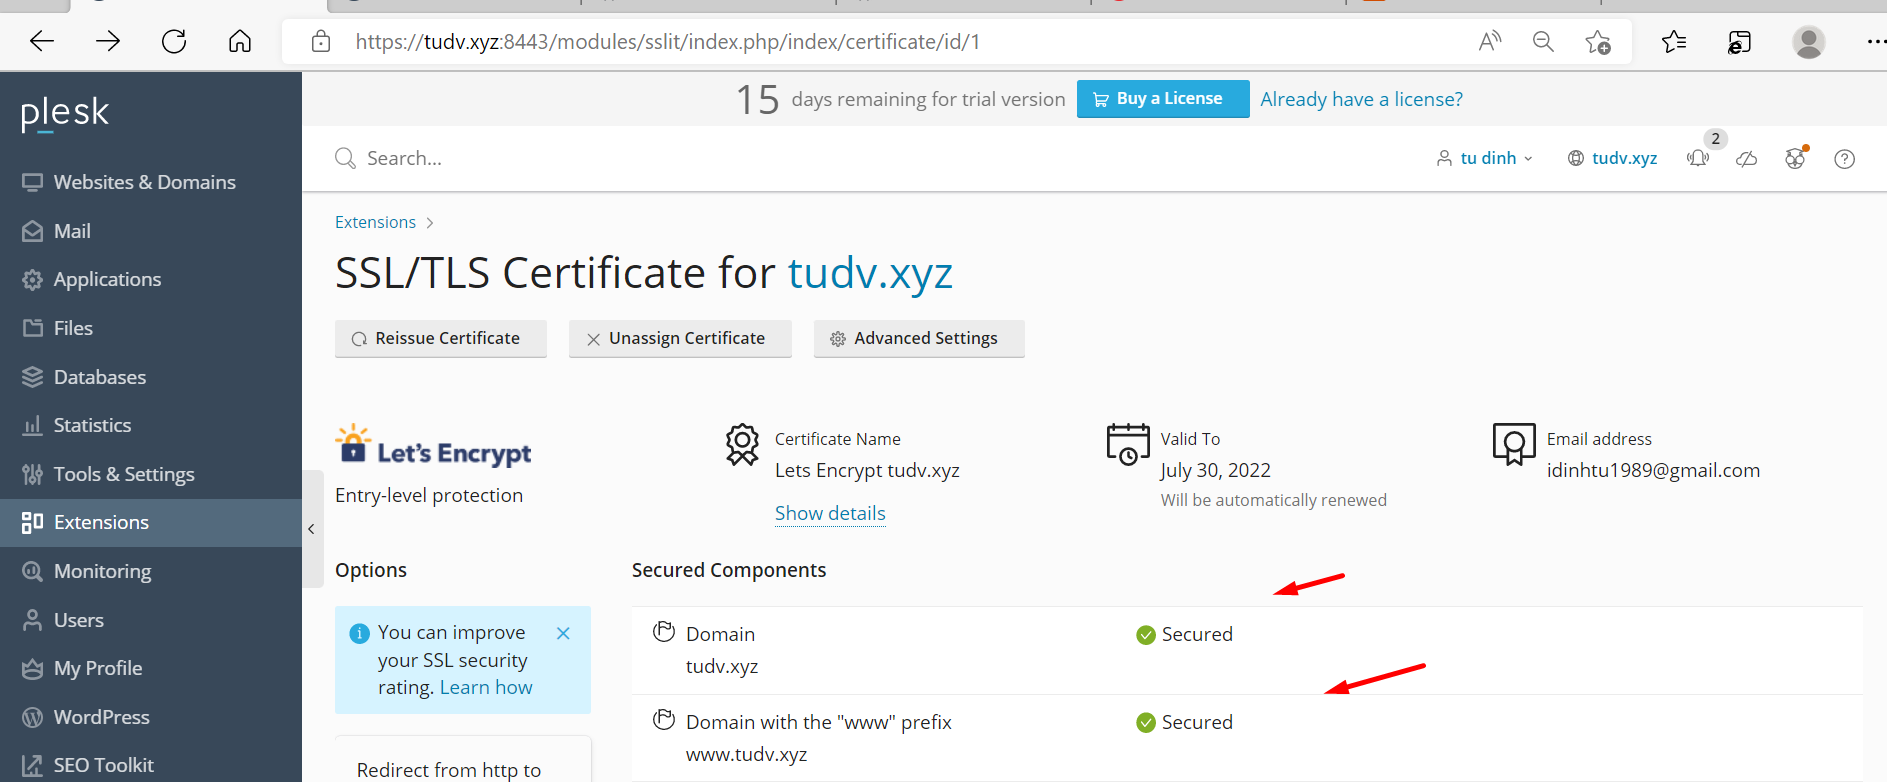 https://tudv.xyz:8443/modules/sslit/index.php/index/certificate/id/1
plesk
15 days remaining for trial version Buy a License Already have a license?
Search...
tu dinh
tudv.xyz
2
Websites & Domains
Mail
Applications
Files
Databases
Statistics
Tools & Settings
Extensions
Monitoring
Users
My Profile
WordPress
SEO Toolkit
Extensions
SSL/TLS Certificate for tudv.xyz
Reissue Certificate
Unassign Certificate
Advanced Settings
Let's Encrypt
Entry-level protection
Certificate Name
Lets Encrypt tudv.xyz
Show details
Valid To
July 30, 2022
Will be automatically renewed
Email address
idinhtu1989@gmail.com
Options
You can improve
your SSL security
rating. Learn how
Redirect from http to
Secured Components
Domain
tudv.xyz
Secured
Domain with the "www" prefix
www.tudv.xyz
Secured